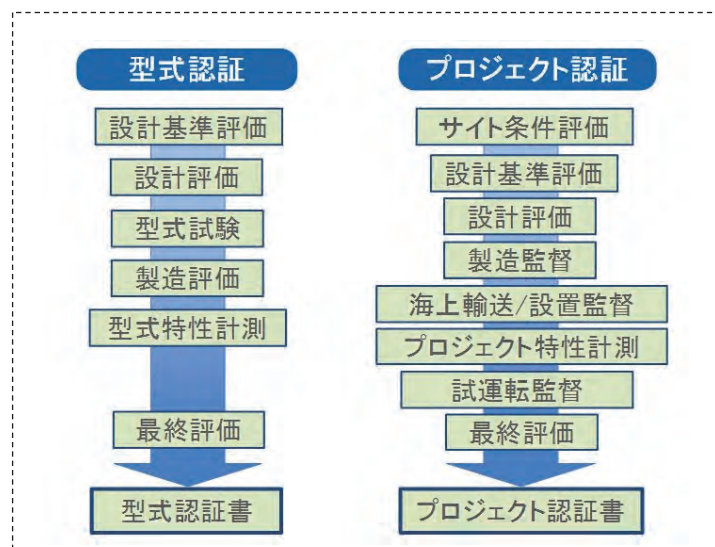 型式認証
設計基準評価
設計評価
型式試験
製造評価
型式特性計測
最終評価
型式認証書
プロジェクト認証
サイト条件評価
設計基準評価
設計評価
製造監督
海上輸送/設置監督
プロジェクト特性計測
試運転監督
最終評価
プロジェクト認証書